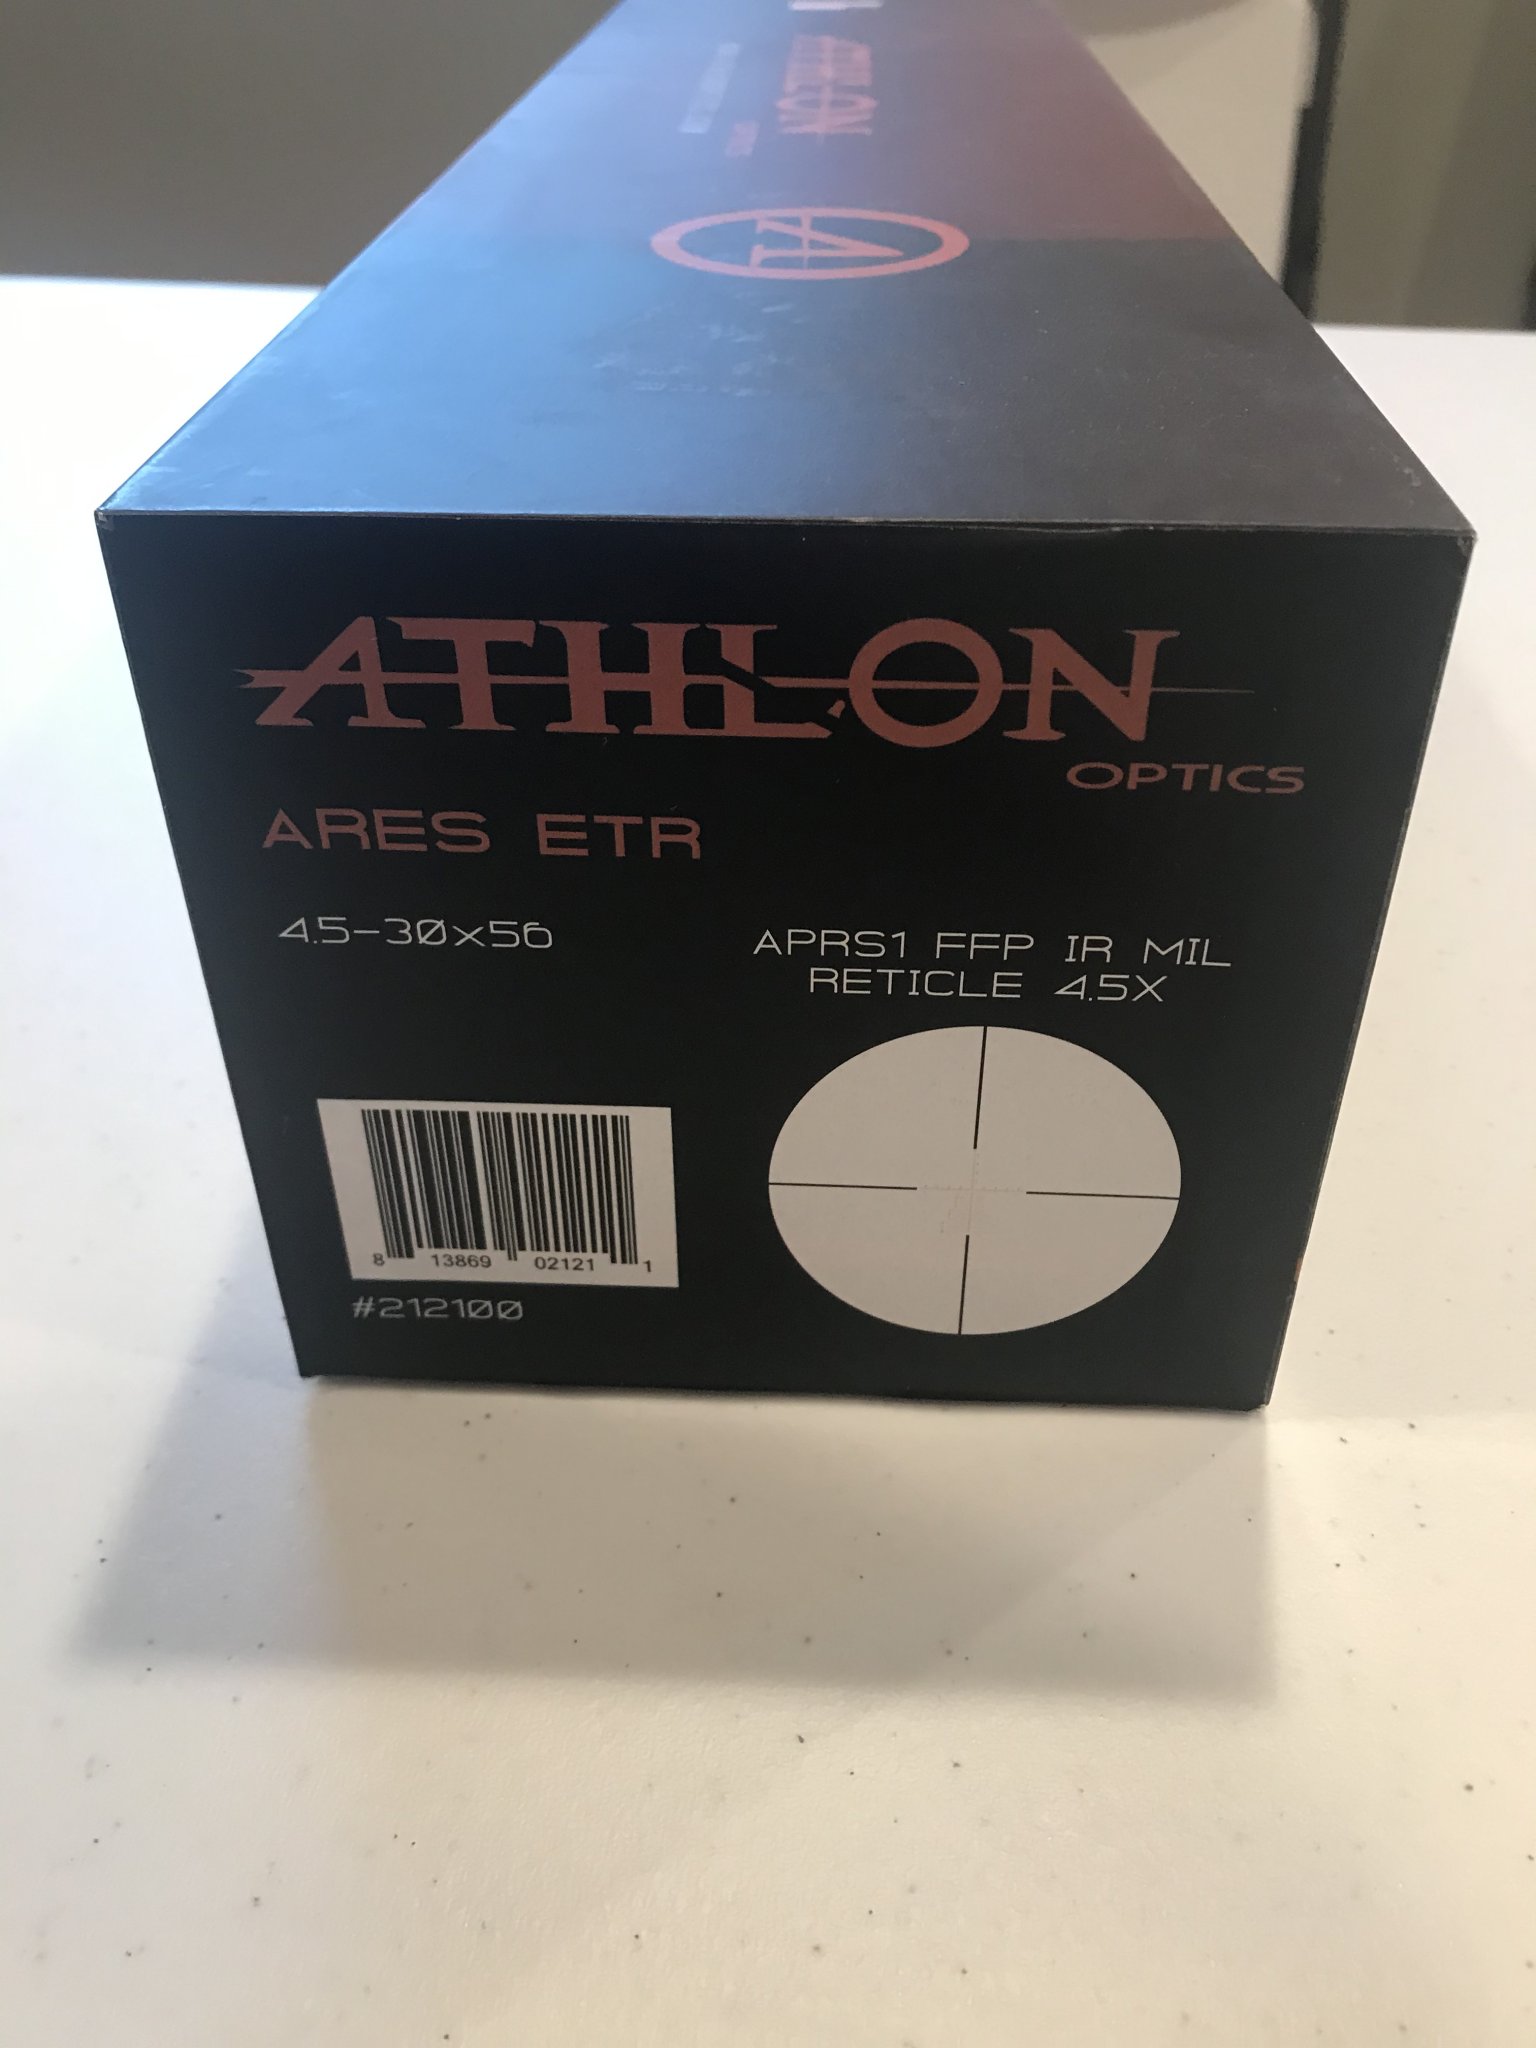 ATHLON
ATHLON
OPTICS
ARES ETR
4.5-30x56
APRS1 FFP IR MIL
RETICLE 4.5X
8 13869 02121 1
#212100